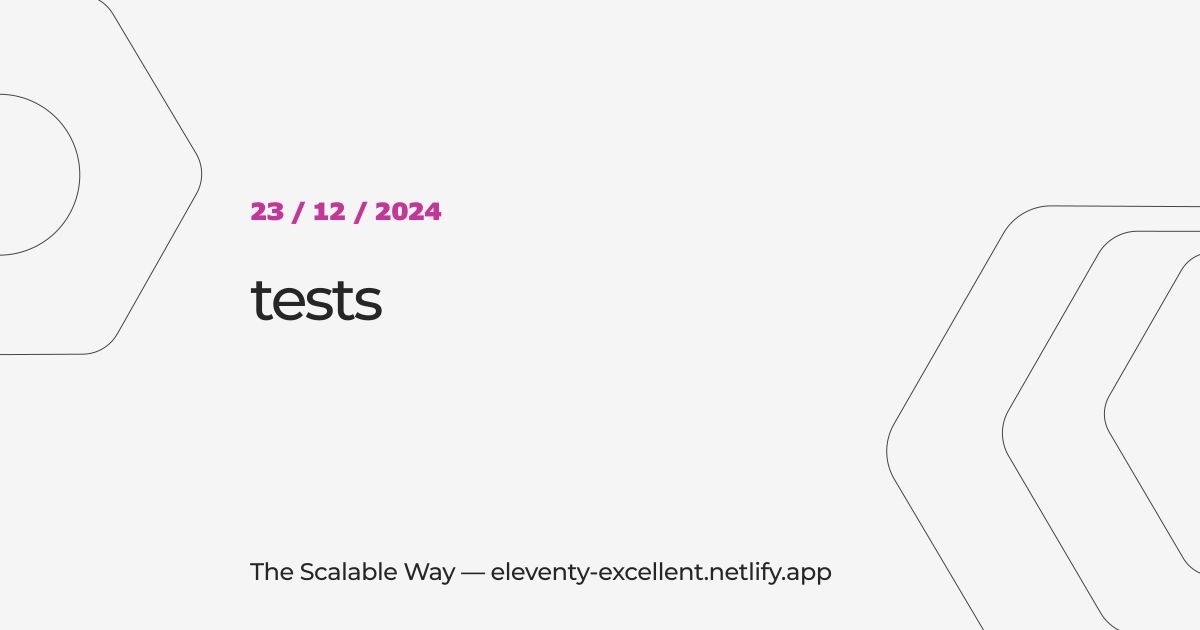 23 / 12 / 2024
tests
The Scalable Way — eleventy-excellent.netlify.app